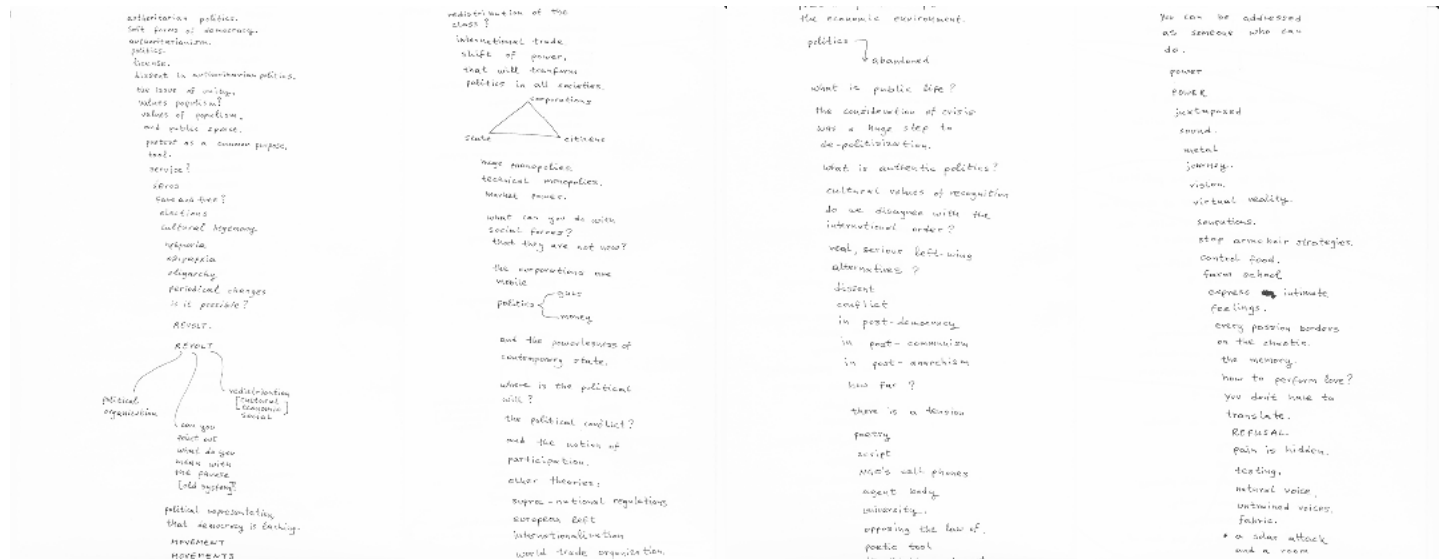 authoritarian politics.
soft forms of democracy.
authoritarianism.
politics.
license.
dissent in authoritarian politics.
the issue of unity.
values populism?
values of populism.
and public space.
pretext as a common purpose.
tool.
service?
servos
elections
cultural hegemony
oligarchy
periodical changes
is it possible?
REVOLT.
REVOLT
political
organization
redistribution
[cultural
economic]
social
can you
point out
what do you
mean with
the phrase
[old system]?
political representation
that democracy is lacking.
MOVEMENT
MOVEMENTS
redistribution of the
class?
international trade
shift of power,
that will transform
politics in all societies.
corporations
state
citizens
huge monopolies
technical monopolies.
market power.
what can you do with
social forces?
that they are not now?
the corporations are
mobile
politics
guns
money
and the powerlessness of
contemporary state.
where is the political
will?
the political conflict?
and the notion of
participation.
other theories:
supra-national regulations
european left
internationalization
world trade organization.
the economic environment.
politics
abandoned
what is public life?
the consideration of crisis
was a huge step to
de-politicization.
what is authentic politics?
cultural values of recognition
do we disagree with the
international order?
real, serious left-wing
alternatives?
dissent
conflict
in post-democracy
in post-communism
in post-anarchism
how far?
there is a tension
poetry
script
NGO's cell phones
agent body
university.
opposing the law of.
poetic tool
you can be addressed
as someone who can
do.
POWER
POWER
juxtaposed
sound.
metal
journey.
vision.
virtual reality.
sensations.
stop armchair strategies.
control food.
farm school
express intimate
feelings.
every passion borders
on the chaotic.
the memory.
how to perform love?
you don't have to
translate.
REFUSAL.
pain is hidden.
testing.
natural voice.
untrained voices.
fabric.
* a solar attack
and a room